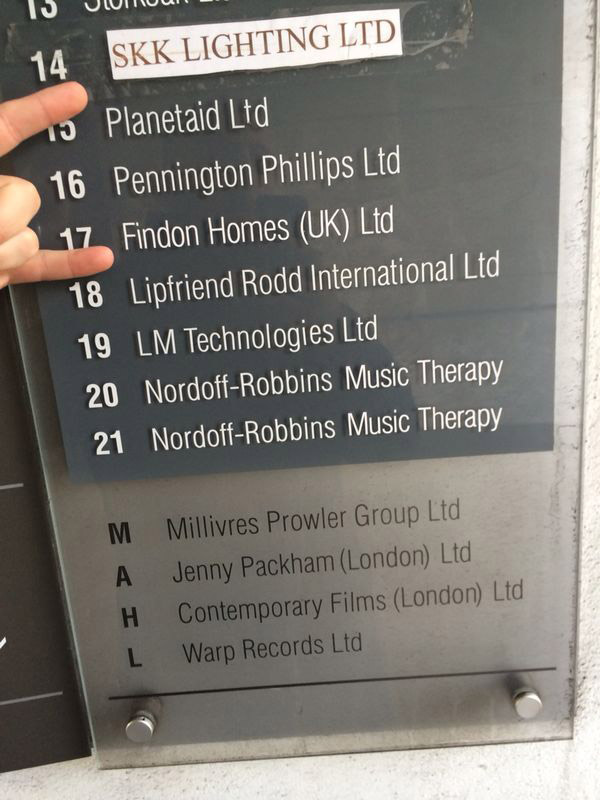 13
14 SKK LIGHTING LTD
15 Planetaid Ltd
16 Pennington Phillips Ltd
17 Findon Homes (UK) Ltd
18 Lipfriend Rodd International Ltd
19 LM Technologies Ltd
20 Nordoff-Robbins Music Therapy
21 Nordoff-Robbins Music Therapy
M Millivres Prowler Group Ltd
A Jenny Packham (London) Ltd
H Contemporary Films (London) Ltd
L Warp Records Ltd